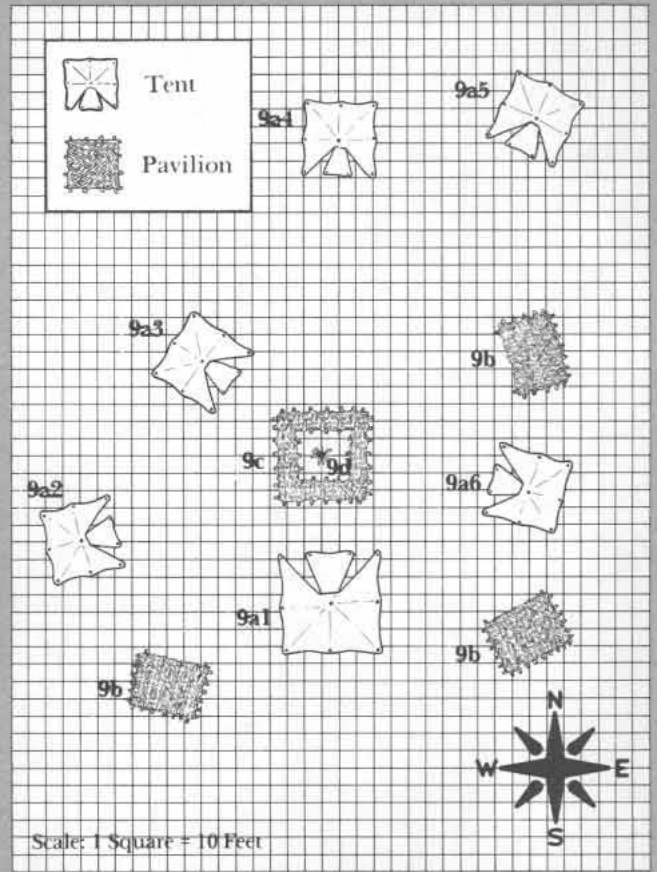 Tent
Pavilion
9a4
9a5
9a3
9b
9c
9d
9a6
9a2
9a1
9b
9b
N
W
E
S
Scale: 1 Square = 10 Feet